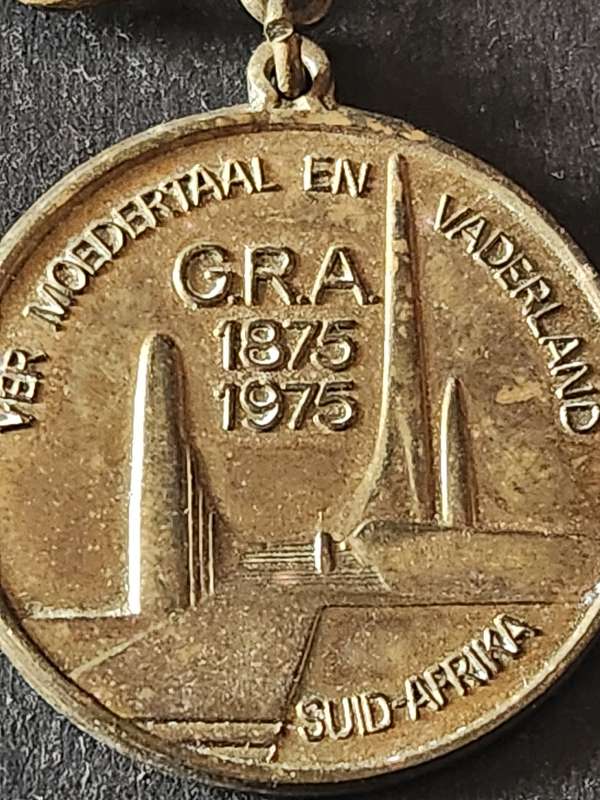 VIR MOEDERTAAL EN VADERLAND
G.R.A.
1875
1975
SUID-AFRIKA